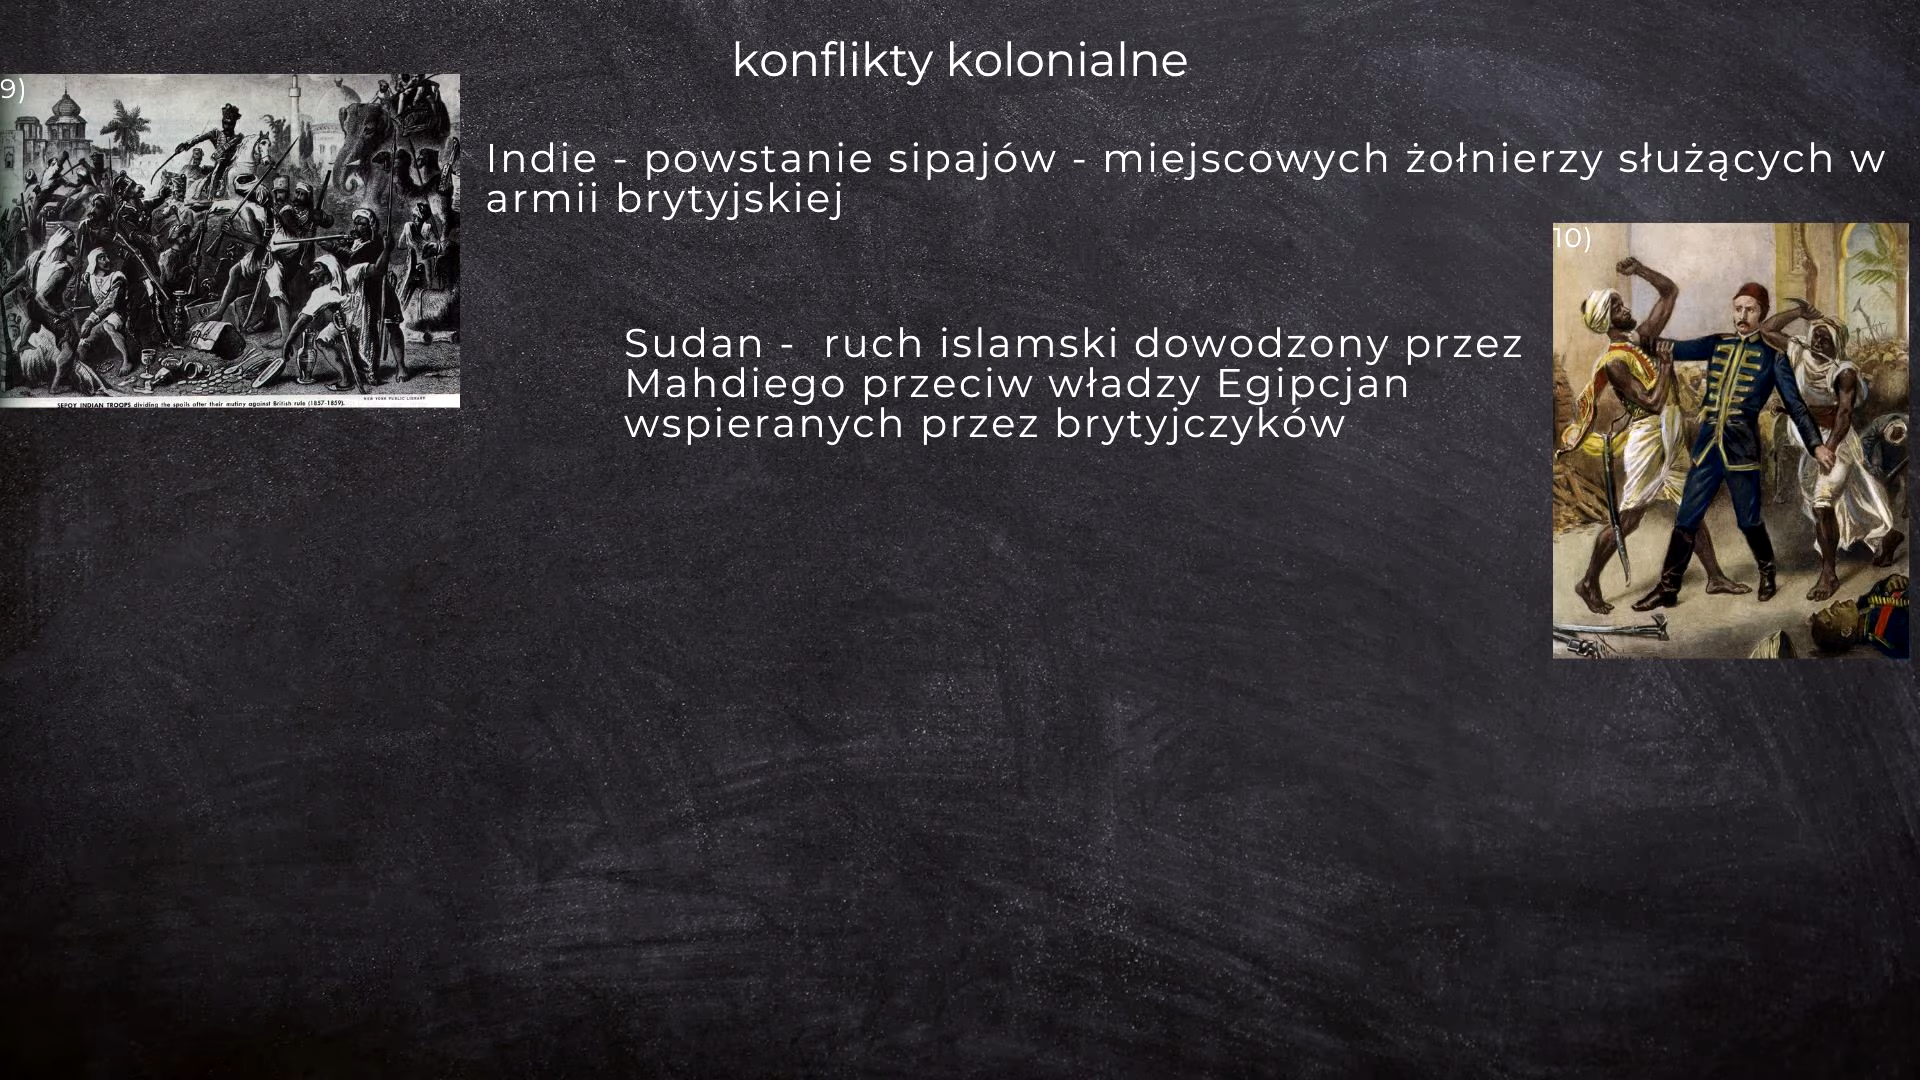 konflikty kolonialne
9)
Indie - powstanie sipajów - miejscowych żołnierzy służących w
armii brytyjskiej
10)
Sudan - ruch islamski dowodzony przez
Mahdiego przeciw władzy Egipcjan
wspieranych przez brytyjczyków
SEPOY INDIAN TROOPS dividing the spoils after their mutiny against British rule (1857-1859).
NEW YORK PUBLIC LIBRARY